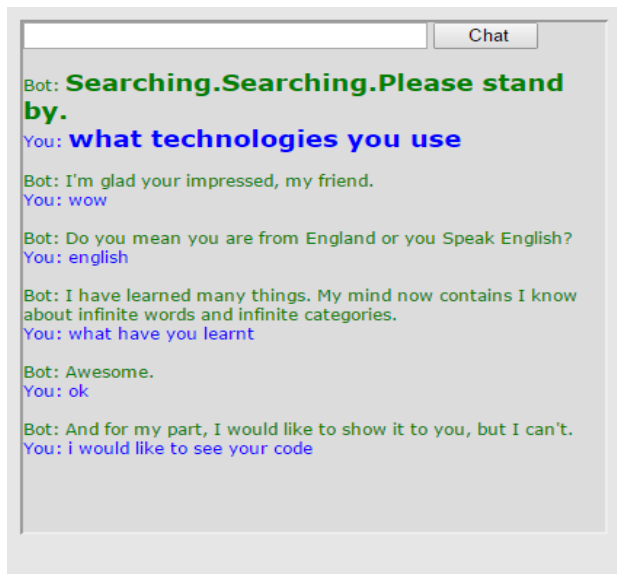 Chat
Bot: Searching.Searching.Please stand
by.
You: what technologies you use
Bot: I'm glad your impressed, my friend.
You: wow
Bot: Do you mean you are from England or you Speak English?
You: english
Bot: I have learned many things. My mind now contains I know
about infinite words and infinite categories.
You: what have you learnt
Bot: Awesome.
You: ok
Bot: And for my part, I would like to show it to you, but I can't.
You: i would like to see your code